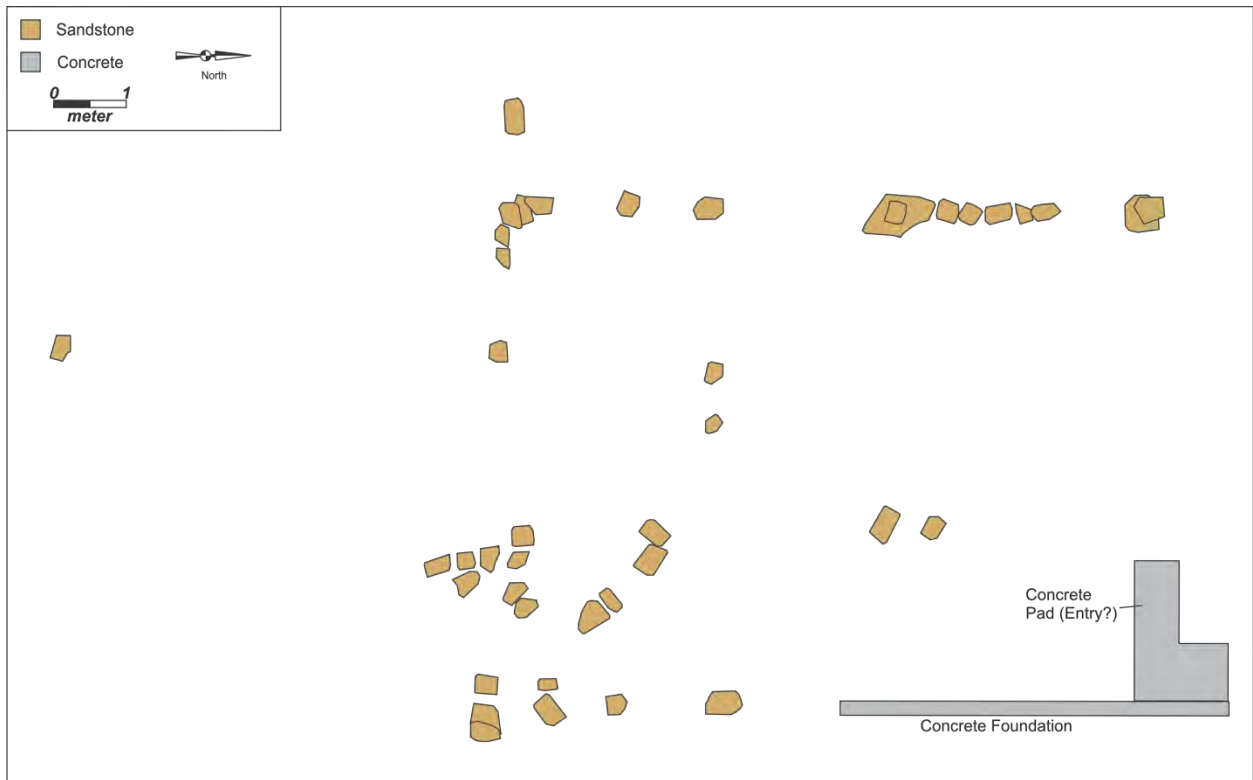 Sandstone
Concrete
North
0 1
meter
Concrete
Pad (Entry?)
Concrete Foundation